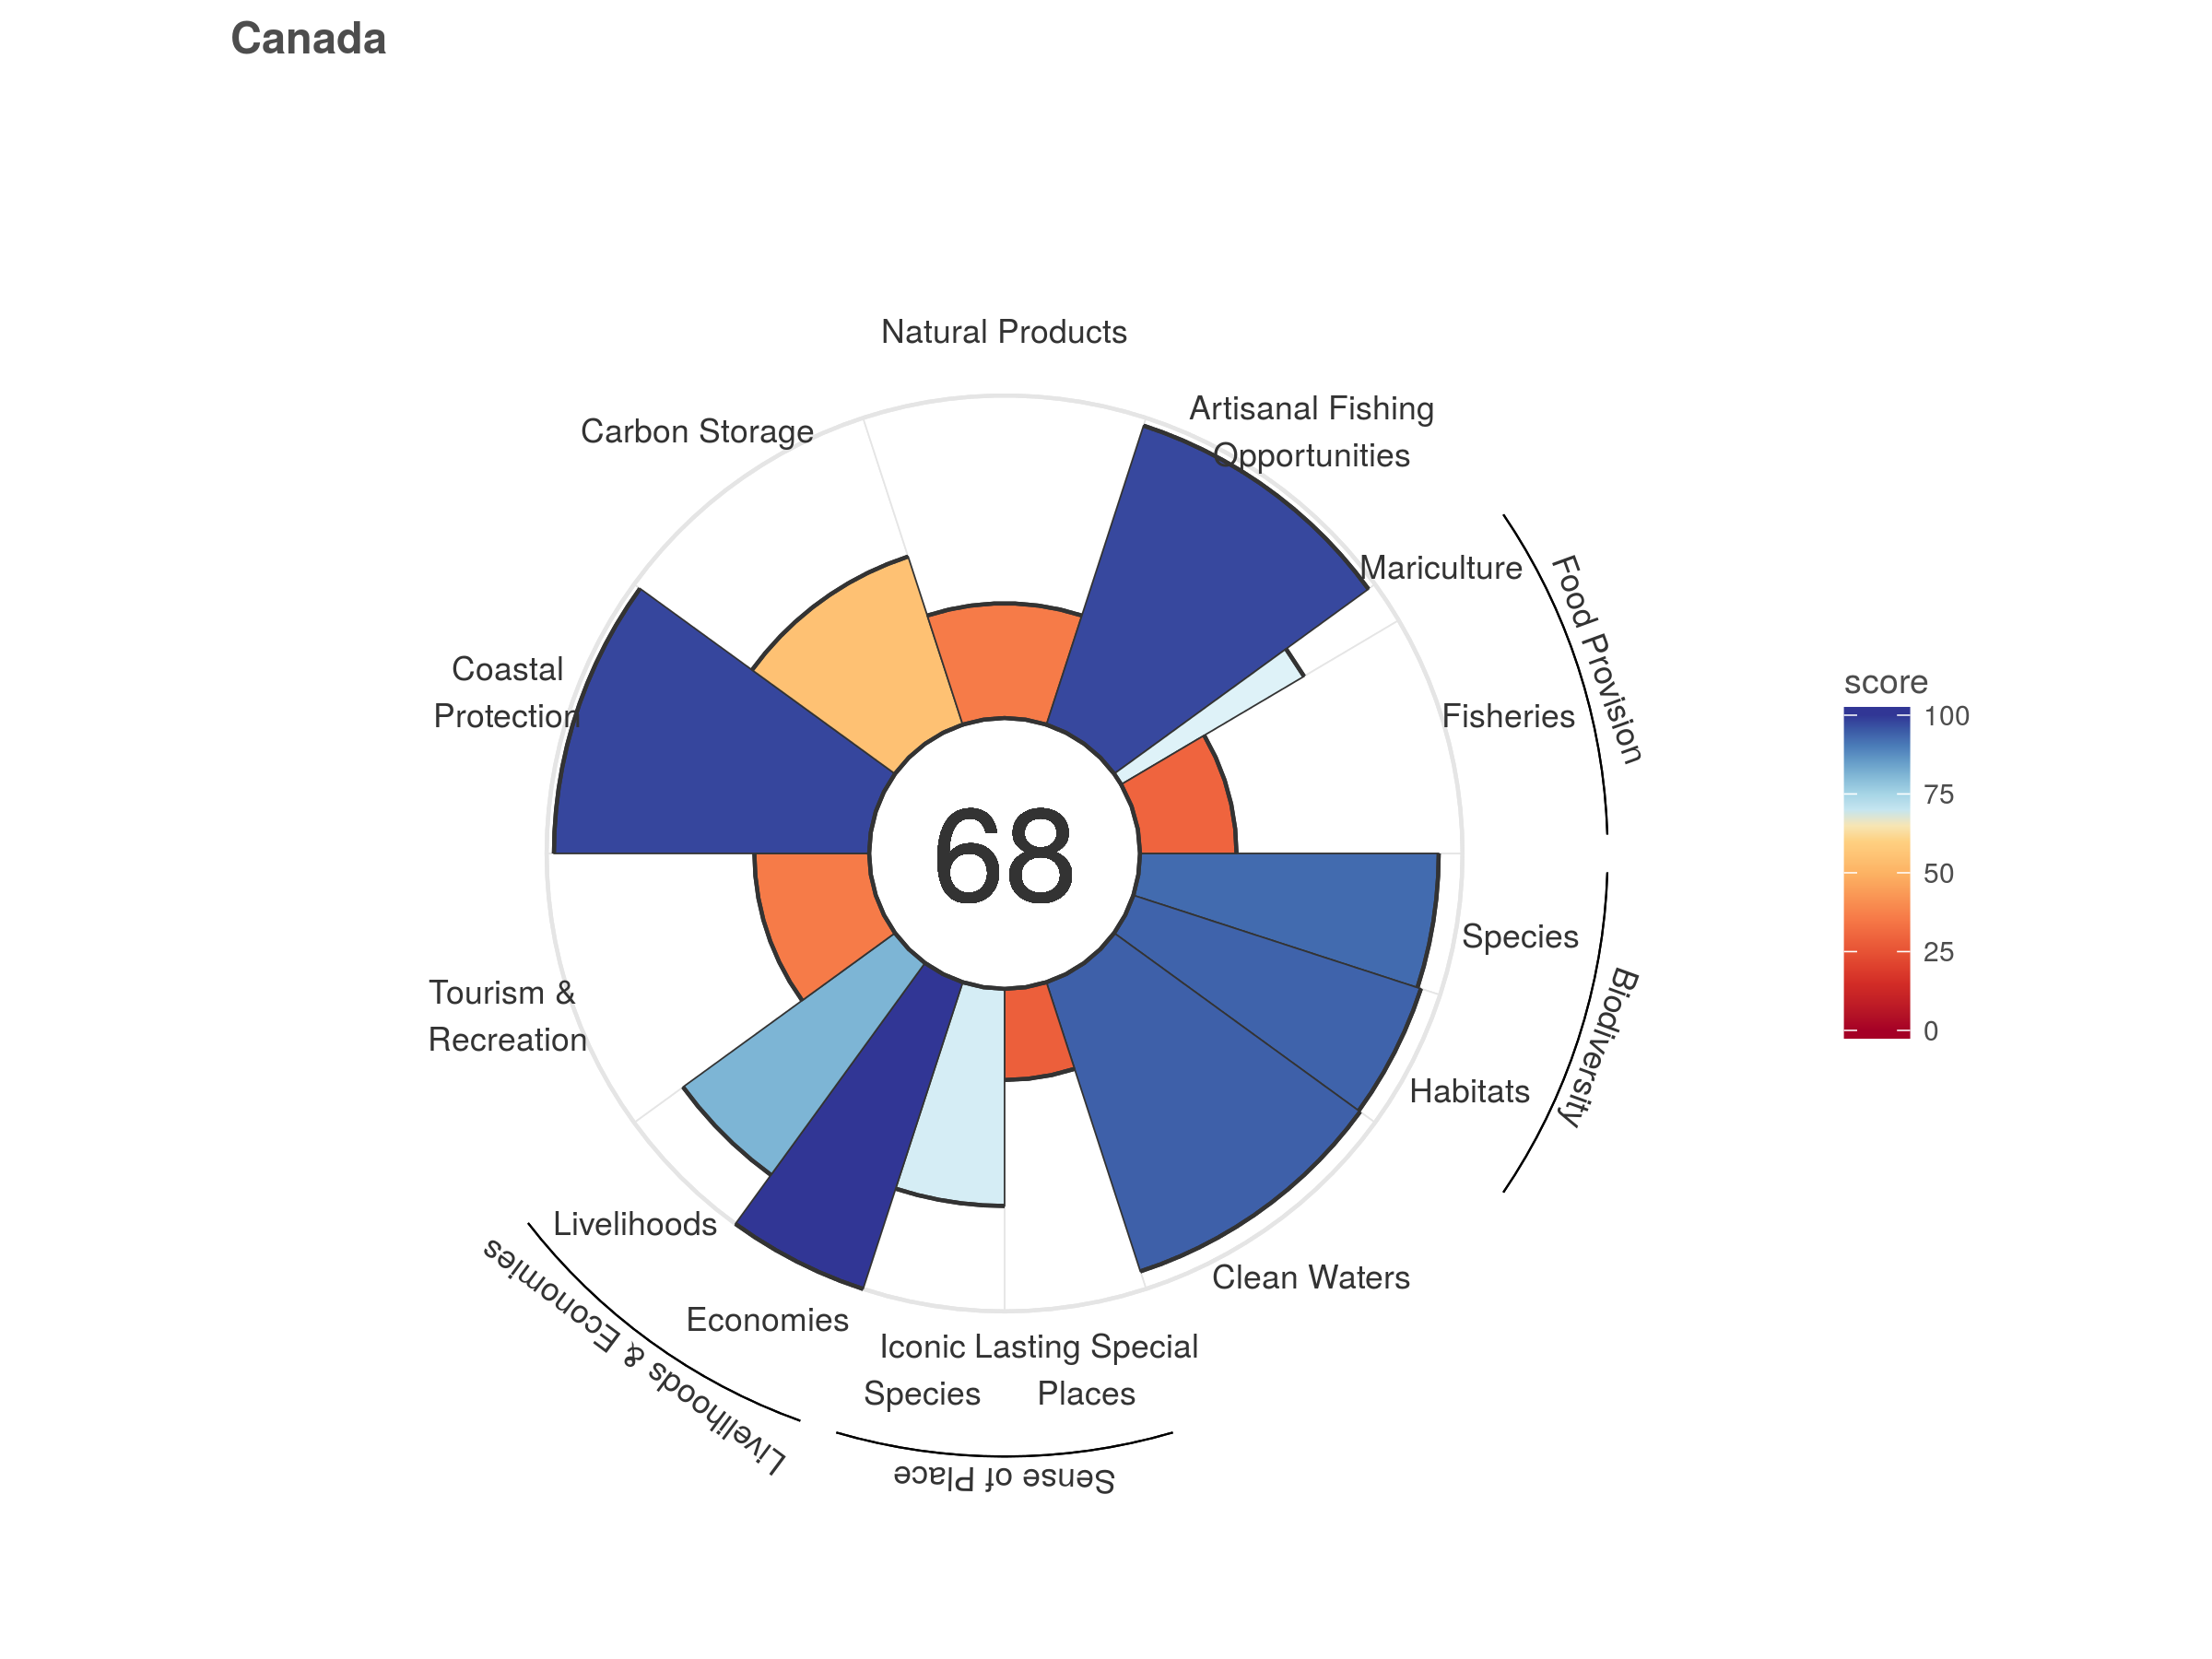 Canada
Natural Products
Artisanal Fishing
Opportunities
Carbon Storage
Mariculture
Food Provision
Coastal
Protection
Fisheries
score
100
75
50
25
0
68
Species
Biodiversity
Tourism &
Recreation
Habitats
Livelihoods
Clean Waters
Economies
Livelihoods & Economies
Iconic
Species
Lasting Special
Places
Sense of Place